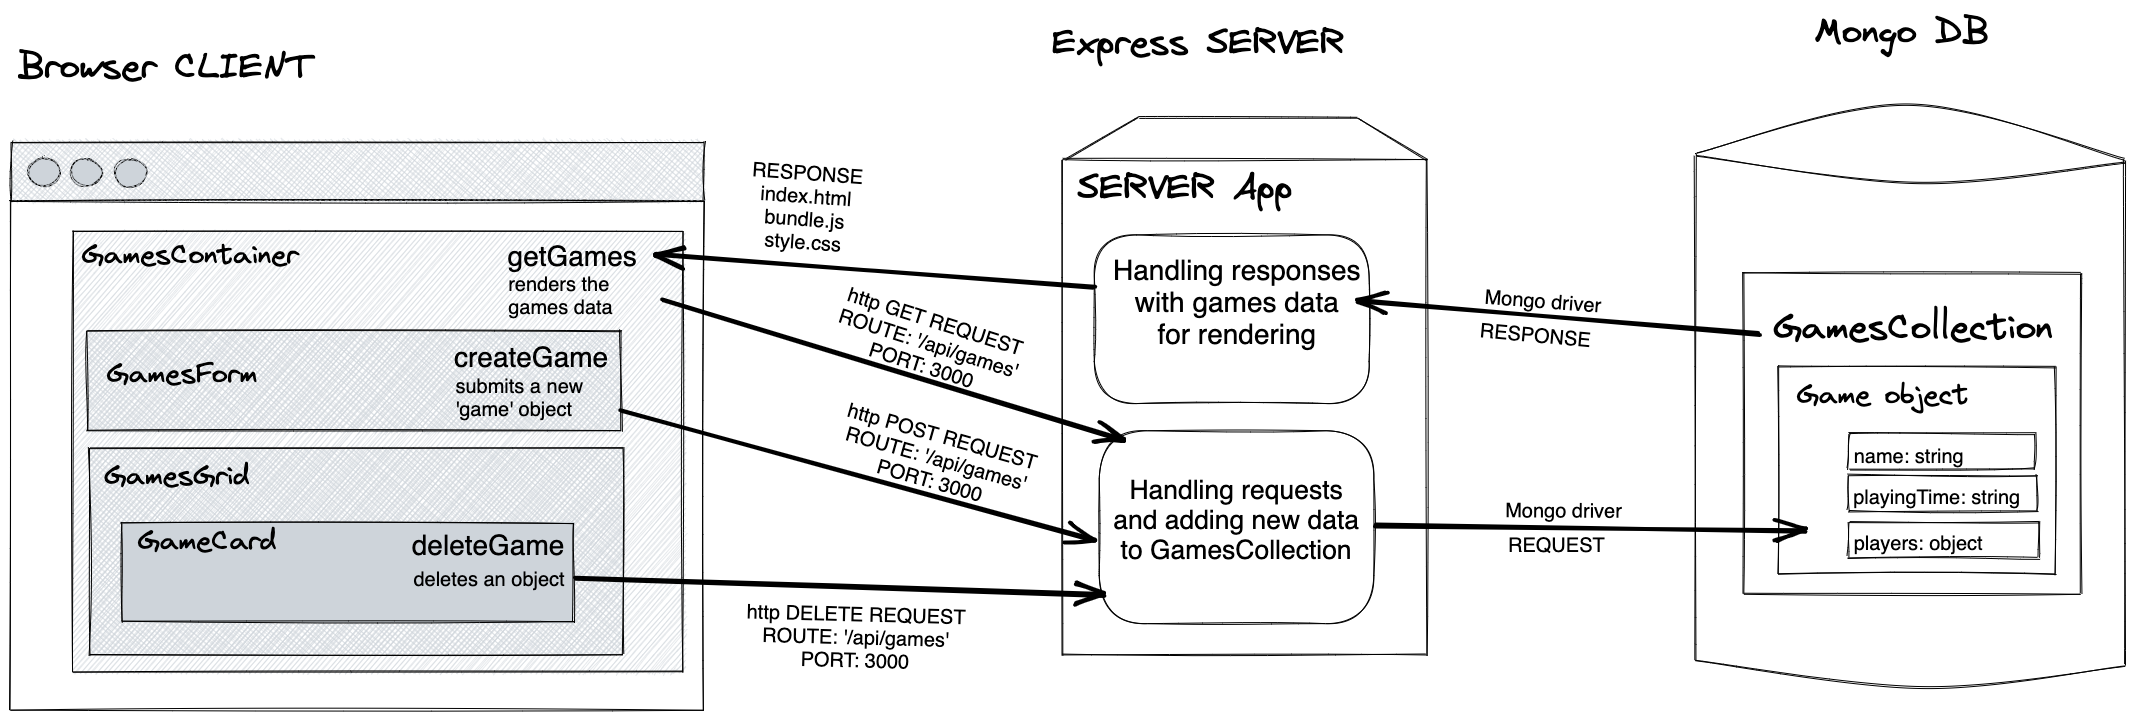 Browser CLIENT
Express SERVER
Mongo DB
GamesContainer
getGames
renders the
games data
GamesForm
createGame
submits a new
'game' object
GamesGrid
GameCard
deleteGame
deletes an object
RESPONSE
index.html
bundle.js
style.css
http GET REQUEST
ROUTE: '/api/games'
PORT: 3000
http POST REQUEST
ROUTE: '/api/games'
PORT: 3000
http DELETE REQUEST
ROUTE: '/api/games'
PORT: 3000
SERVER App
Handling responses
with games data
for rendering
Handling requests
and adding new data
to GamesCollection
Mongo driver
RESPONSE
Mongo driver
REQUEST
GamesCollection
Game object
name: string
playingTime: string
players: object